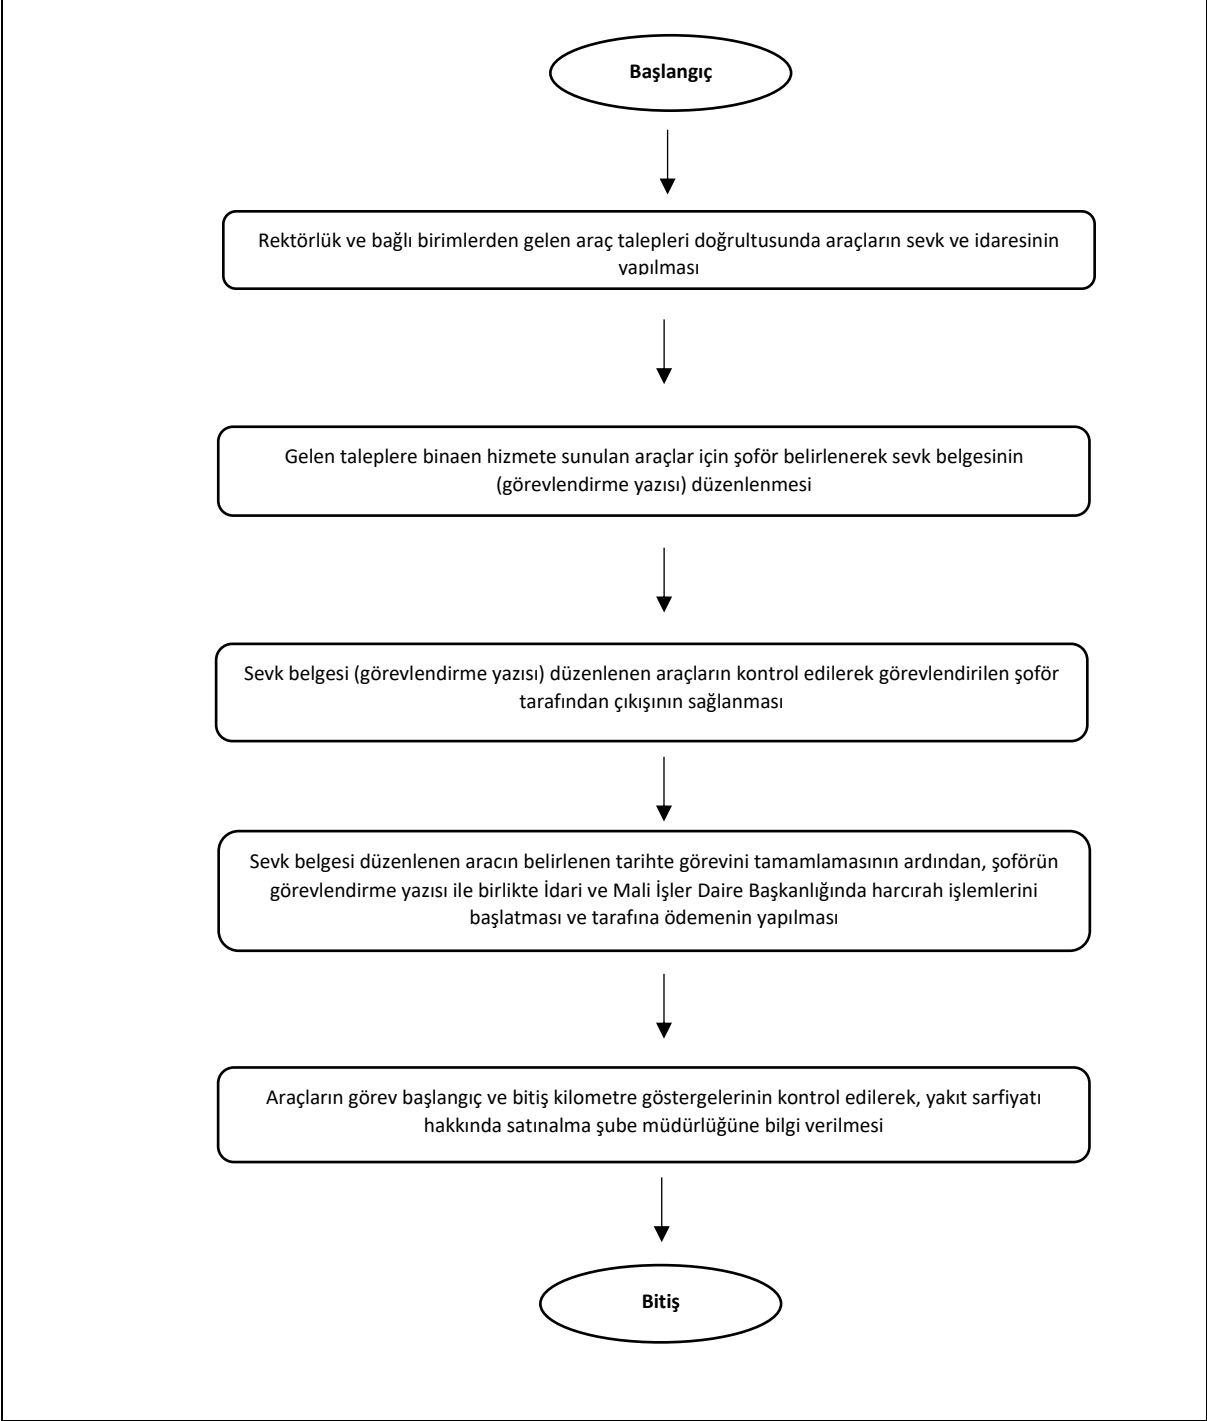 Başlangıç
Rektörlük ve bağlı birimlerden gelen araç talepleri doğrultusunda araçların sevk ve idaresinin
yapılması
Gelen taleplere binaen hizmete sunulan araçlar için şoför belirlenerek sevk belgesinin
(görevlendirme yazısı) düzenlenmesi
Sevk belgesi (görevlendirme yazısı) düzenlenen araçların kontrol edilerek görevlendirilen şoför
tarafından çıkışının sağlanması
Sevk belgesi düzenlenen aracın belirlenen tarihte görevini tamamlamasının ardından, şoförün
görevlendirme yazısı ile birlikte İdari ve Mali İşler Daire Başkanlığında harcırah işlemlerini
başlatması ve tarafına ödemenin yapılması
Araçların görev başlangıç ve bitiş kilometre göstergelerinin kontrol edilerek, yakıt sarfiyatı
hakkında satınalma şube müdürlüğüne bilgi verilmesi
Bitiş